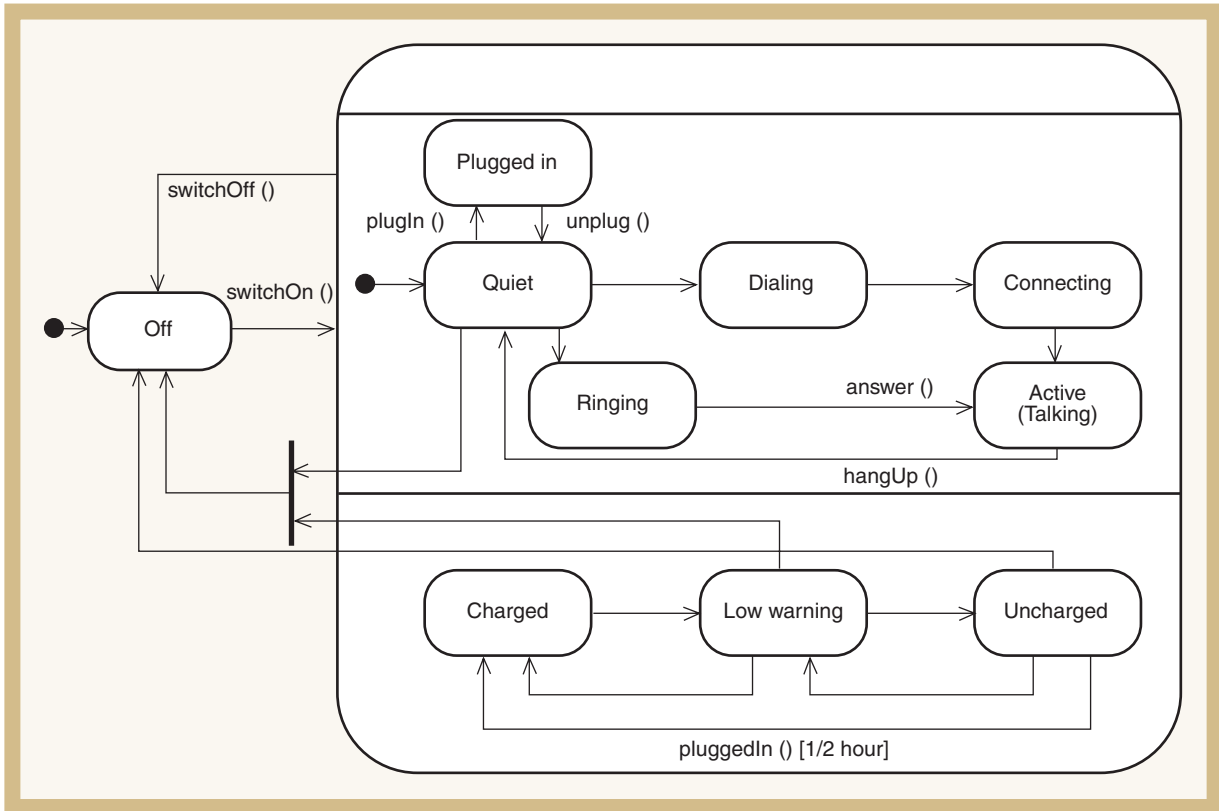 Plugged in
switchOff ()
plugIn ()
unplug ()
Quiet
Dialing
Connecting
switchOn ()
Off
Ringing
answer ()
Active
(Talking)
hangUp ()
Charged
Low warning
Uncharged
pluggedIn () [1/2 hour]